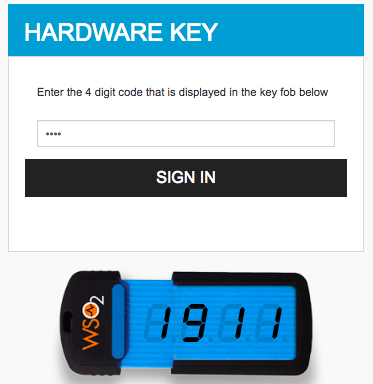 HARDWARE KEY
Enter the 4 digit code that is displayed in the key fob below
••••
SIGN IN
WSO2
1911